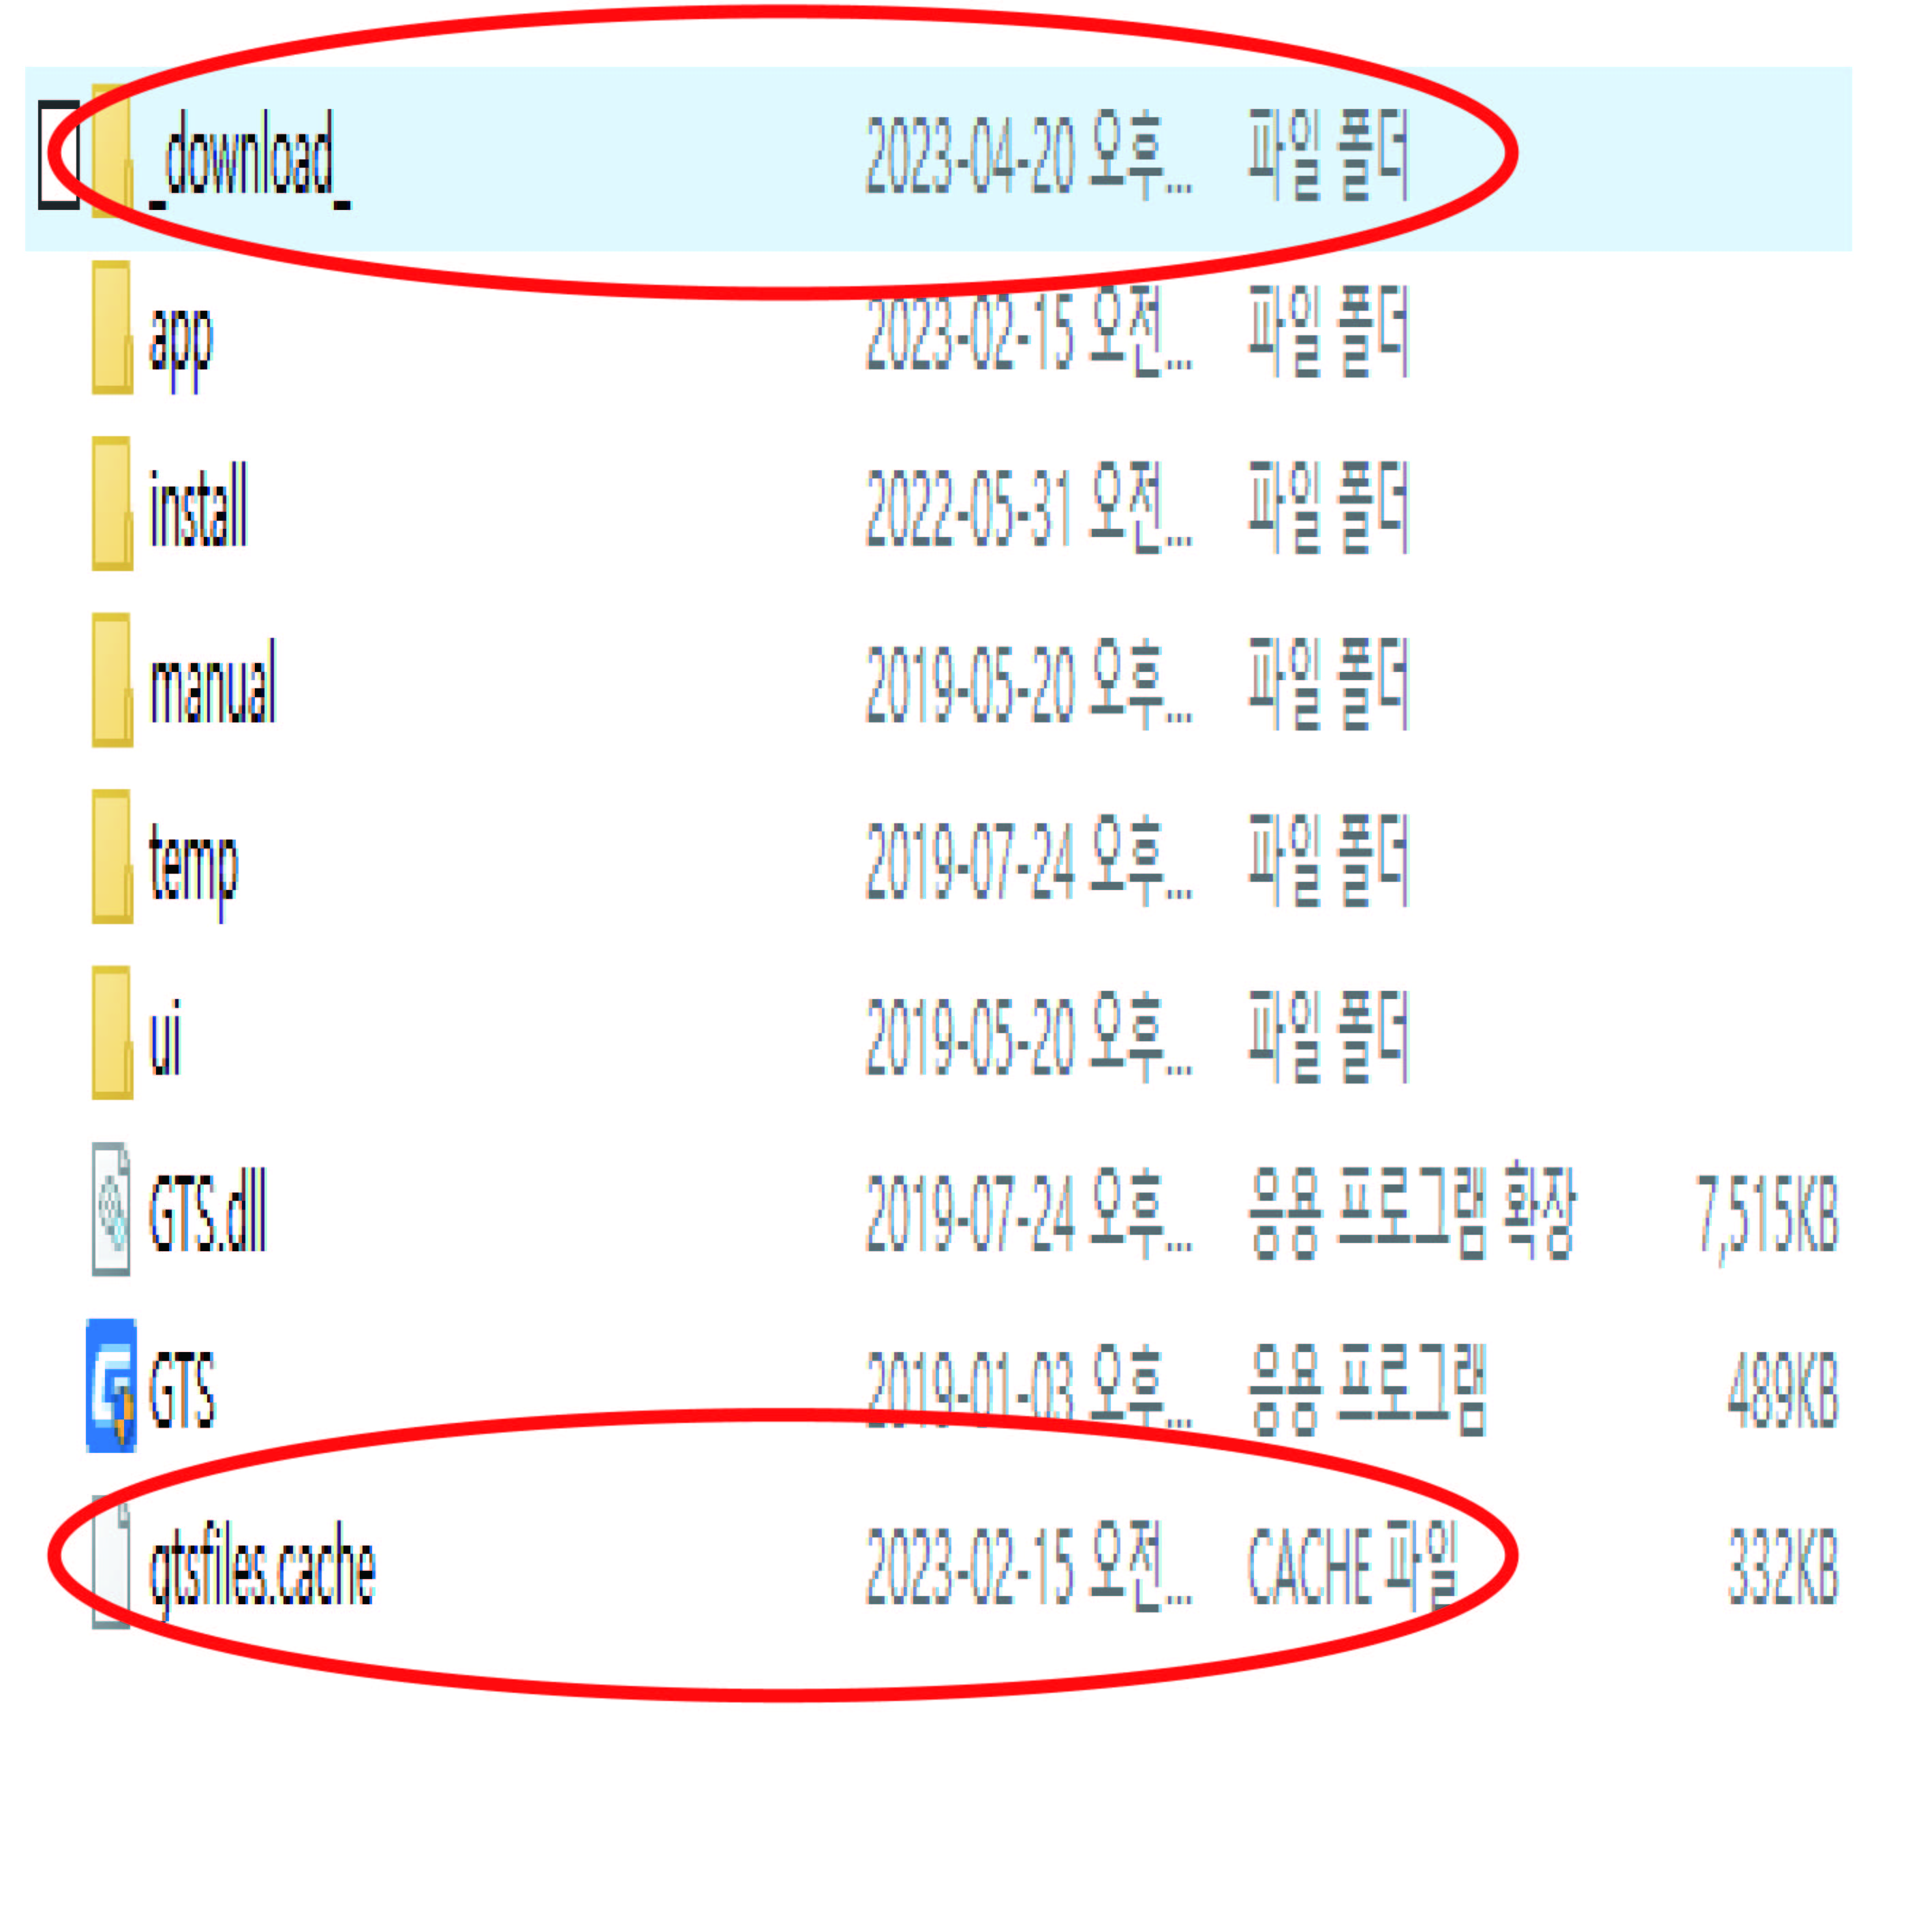 _download_ 2023-04-20 오후... 파일 폴더
app 2023-02-15 오전... 파일 폴더
install 2022-05-31 오전... 파일 폴더
manual 2019-05-20 오후... 파일 폴더
temp 2019-07-24 오후... 파일 폴더
ui 2019-05-20 오후... 파일 폴더
GTS.dll 2019-07-24 오후... 응용 프로그램 확장 7,515KB
GTS 2019-01-03 오후... 응용 프로그램 489KB
gtsfiles.cache 2023-02-15 오전... CACHE 파일 332KB